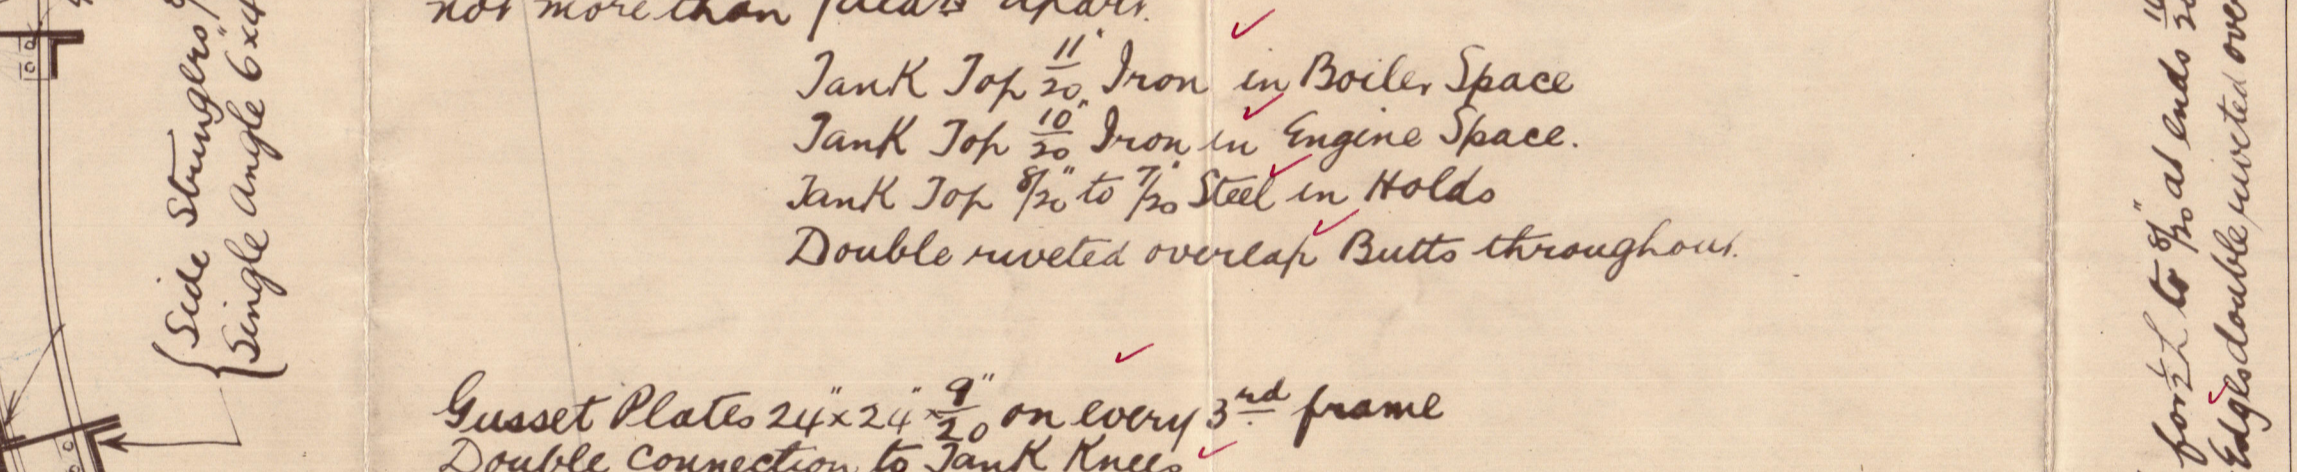 not more than apart.
Tank Top 11/20" Iron in Boiler Space
Tank Top 10/20" Iron in Engine Space.
Tank Top 8/20" to 7/20" Steel in Holds
Double riveted overlap Butts throughout.
Gusset Plates 24" x 24" x 9/20" on every 3rd frame
Double Connection to Tank Knees
{Side Stringers
Single Angle 6"x4
for ½ L to 8/20" at ends
Edges double riveted over